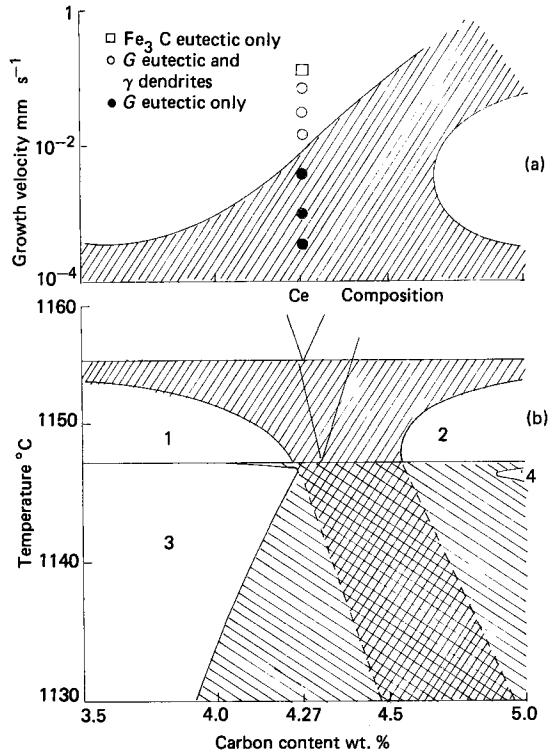 1
□ Fe₃ C eutectic only
○ G eutectic and
γ dendrites
● G eutectic only
Growth velocity mm s⁻¹
10⁻²
(a)
10⁻⁴
Ce Composition
1160
1150
(b)
1
2
4
Temperature °C
1140
3
1130
3.5 4.0 4.27 4.5 5.0
Carbon content wt. %